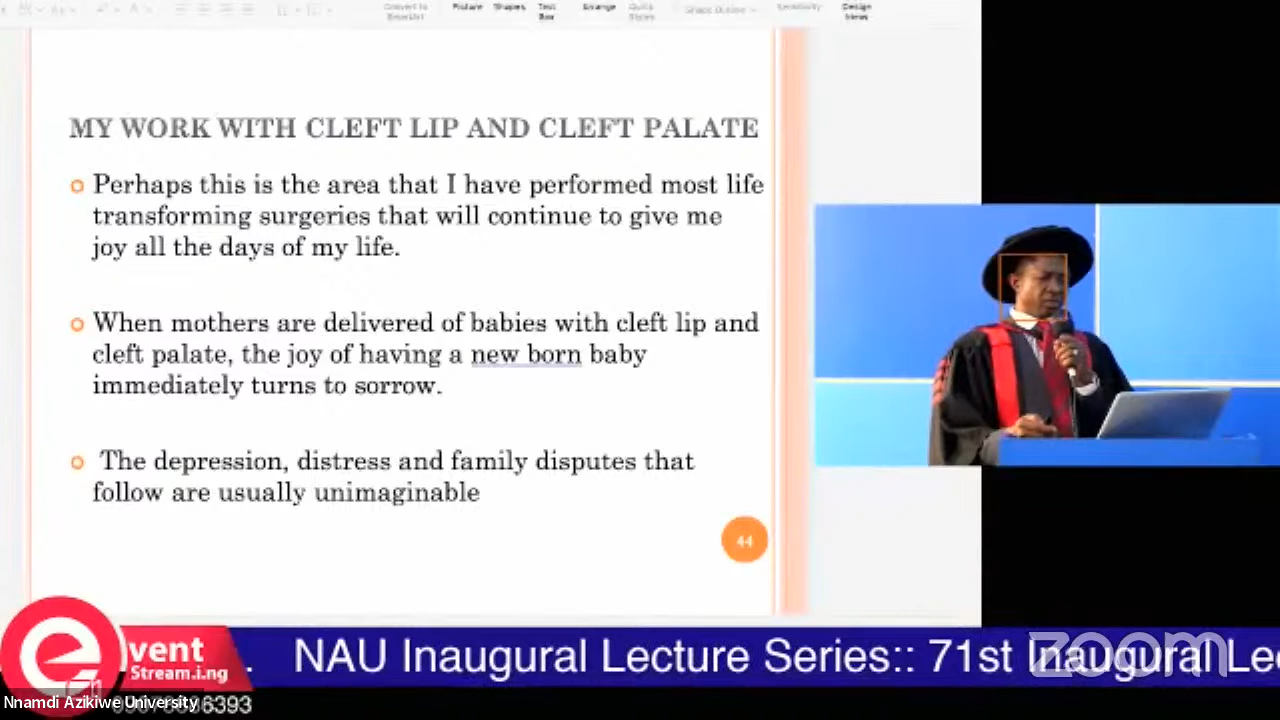 Convert to
SmartArt
Picture
Shapes
Text
Box
Arrange
Quick
Styles
Shape Outline
Sensitivity
Design
Ideas
MY WORK WITH CLEFT LIP AND CLEFT PALATE
Perhaps this is the area that I have performed most life
transforming surgeries that will continue to give me
joy all the days of my life.
When mothers are delivered of babies with cleft lip and
cleft palate, the joy of having a new born baby
immediately turns to sorrow.
The depression, distress and family disputes that
follow are usually unimaginable
44
event
Stream.i.ng
. NAU Inaugural Lecture Series:: 71st Inaugural Le
zoom
Nnamdi Azikiwe University